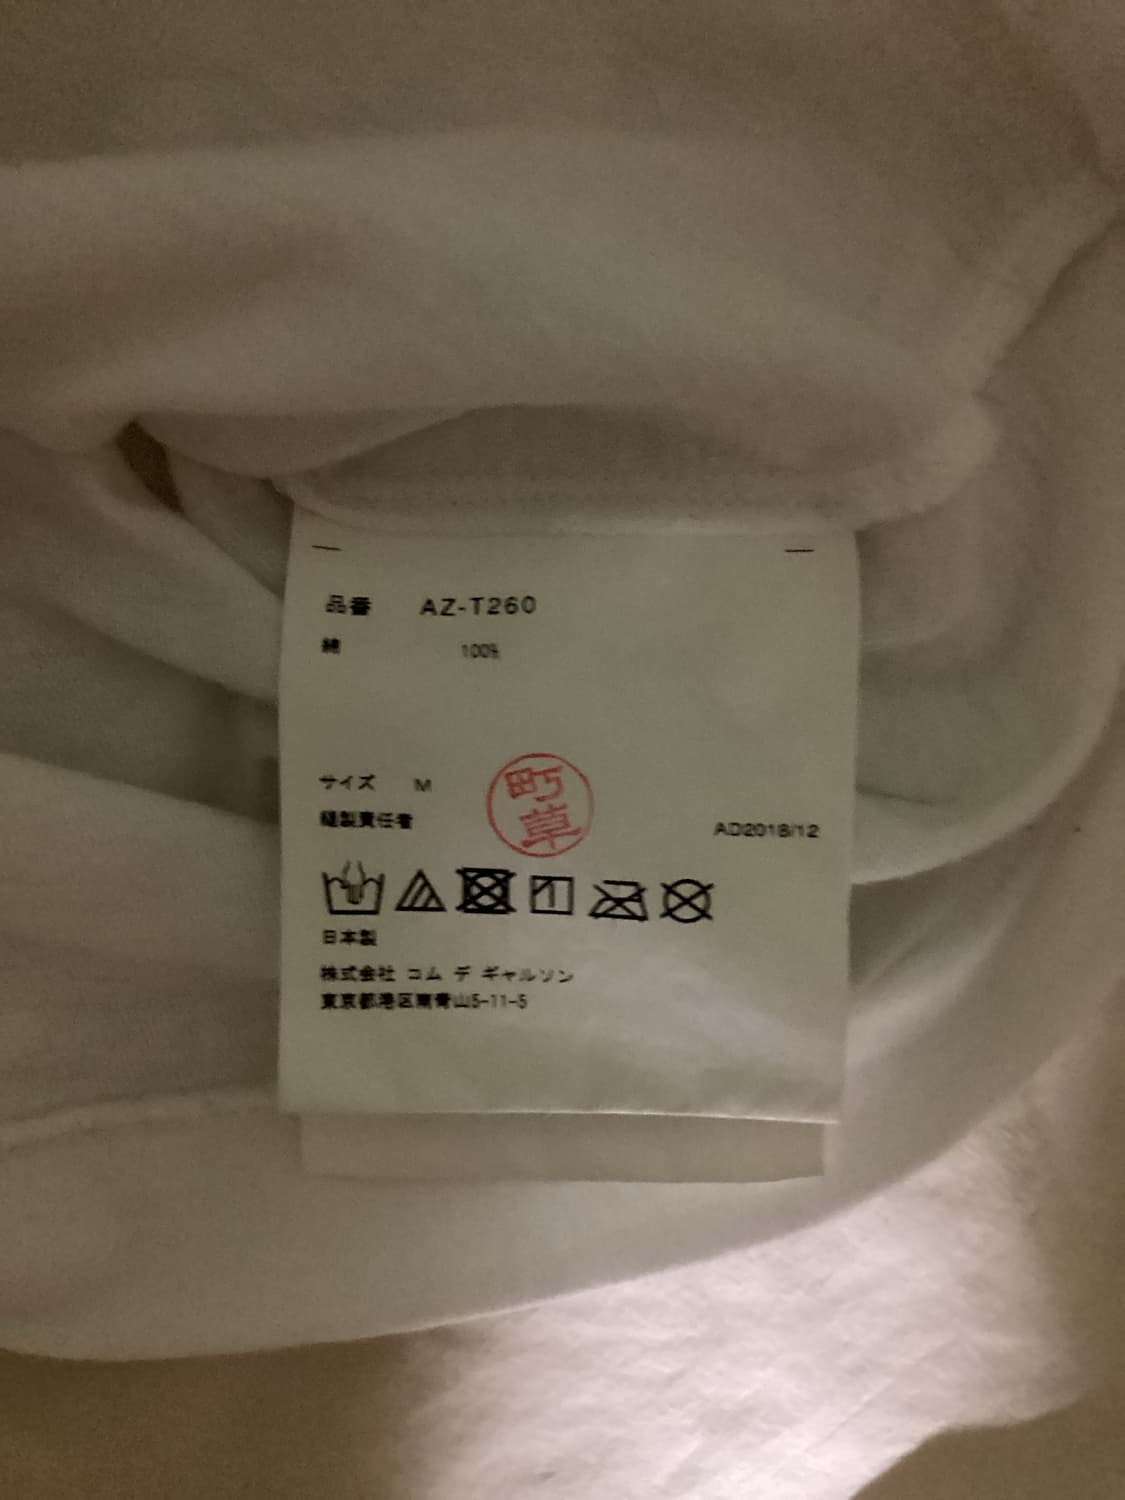 品番 AZ-T260
綿 100%
サイズ M
縫製責任者
町
草
AD2018/12
日本製
株式会社 コム デ ギャルソン
東京都港区南青山5-11-5